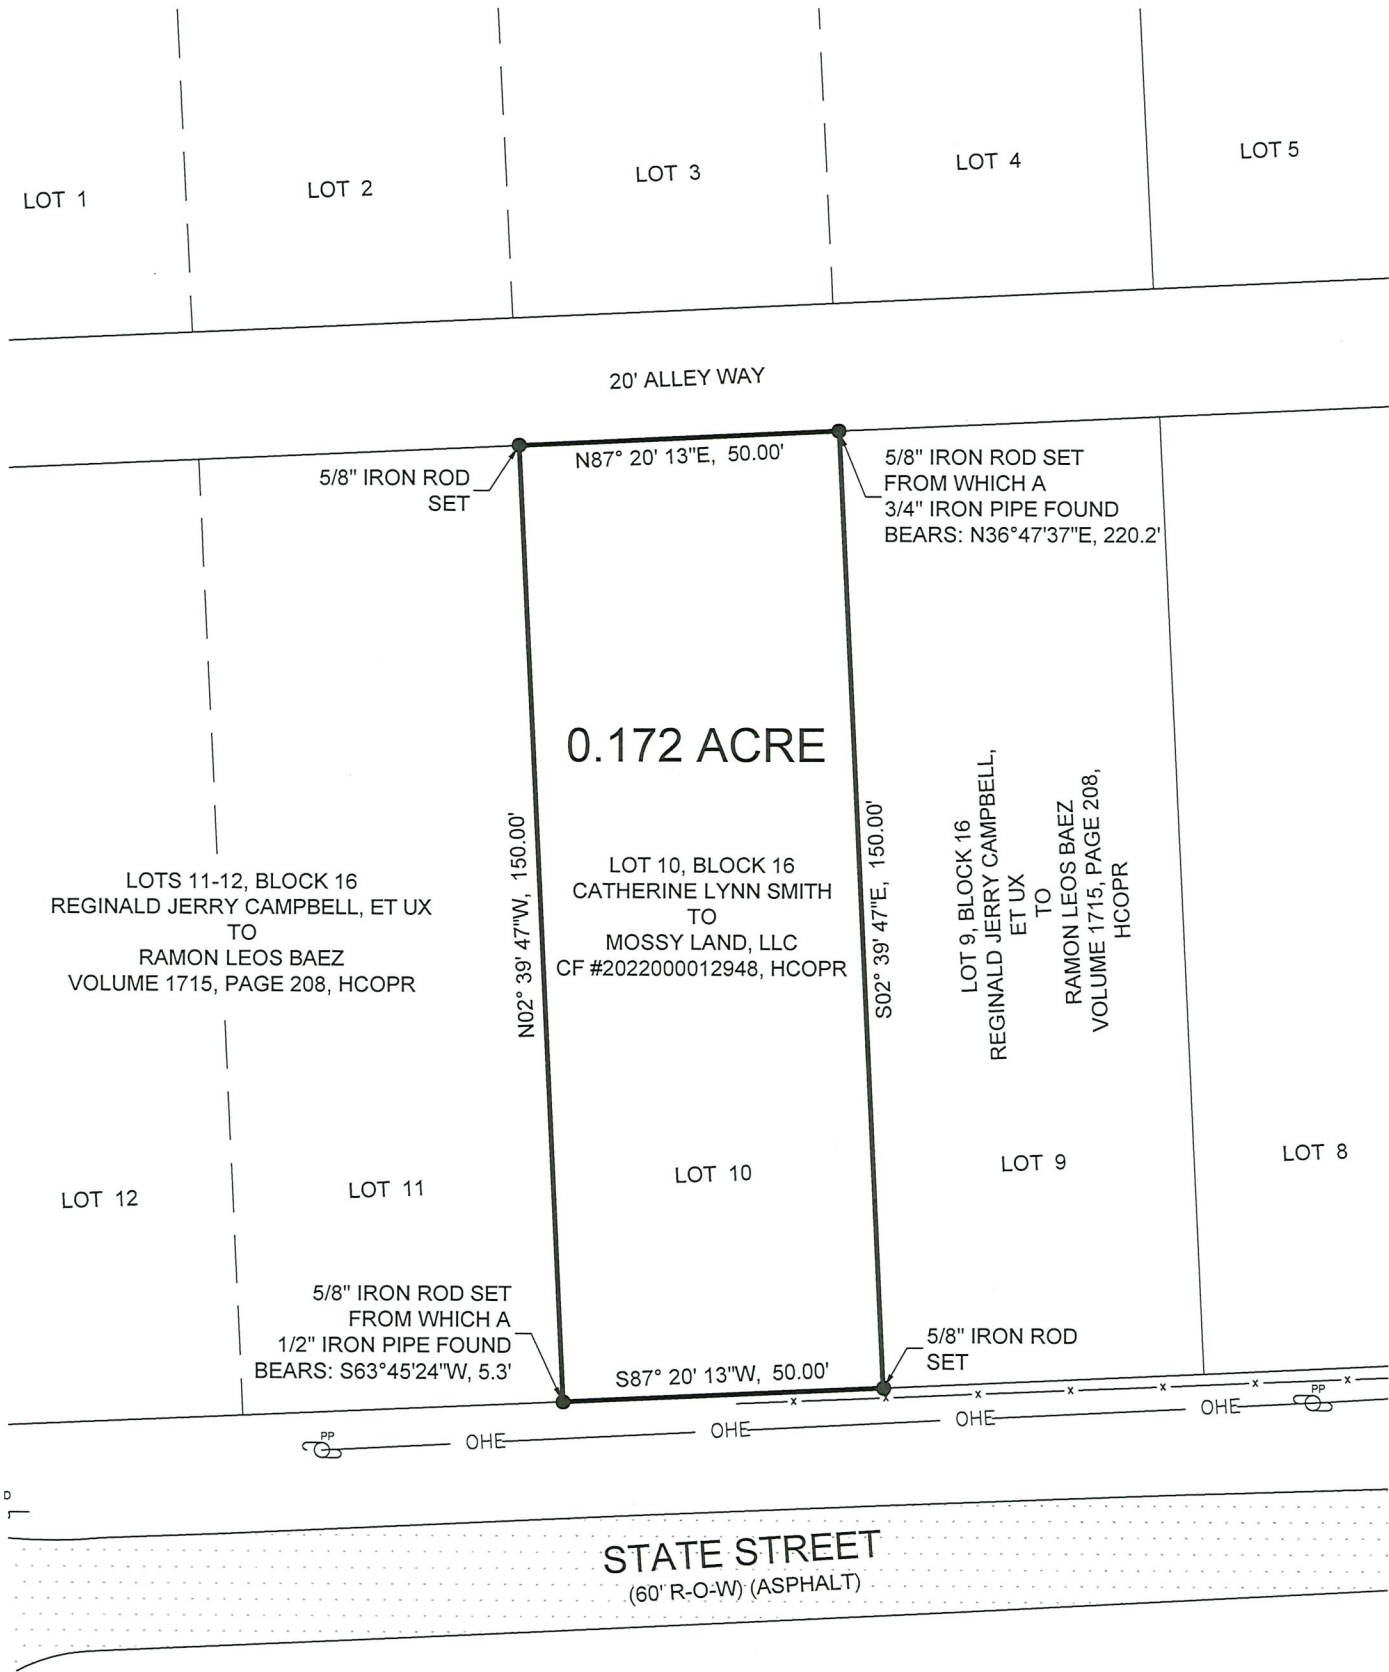 LOT 1
LOT 2
LOT 3
LOT 4
LOT 5
20' ALLEY WAY
N87° 20' 13"E, 50.00'
5/8" IRON ROD
SET
5/8" IRON ROD SET
FROM WHICH A
3/4" IRON PIPE FOUND
BEARS: N36°47'37"E, 220.2'
0.172 ACRE
N02° 39' 47"W, 150.00'
S02° 39' 47"E, 150.00'
LOTS 11-12, BLOCK 16
REGINALD JERRY CAMPBELL, ET UX
TO
RAMON LEOS BAEZ
VOLUME 1715, PAGE 208, HCOPR
LOT 10, BLOCK 16
CATHERINE LYNN SMITH
TO
MOSSY LAND, LLC
CF #2022000012948, HCOPR
LOT 9, BLOCK 16
REGINALD JERRY CAMPBELL,
ET UX
TO
RAMON LEOS BAEZ
VOLUME 1715, PAGE 208,
HCOPR
LOT 12
LOT 11
LOT 10
LOT 9
LOT 8
5/8" IRON ROD SET
FROM WHICH A
1/2" IRON PIPE FOUND
BEARS: S63°45'24"W, 5.3'
S87° 20' 13"W, 50.00'
5/8" IRON ROD
SET
PP
OHE
OHE
OHE
OHE
PP
STATE STREET
(60' R-O-W) (ASPHALT)